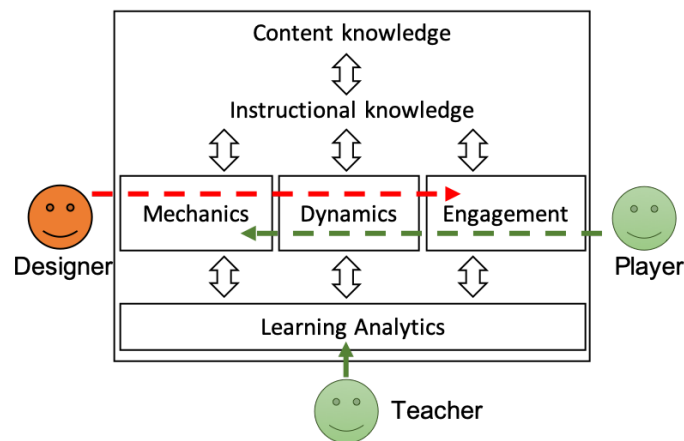 Content knowledge
Instructional knowledge
Mechanics
Dynamics
Engagement
Designer
Player
Learning Analytics
Teacher